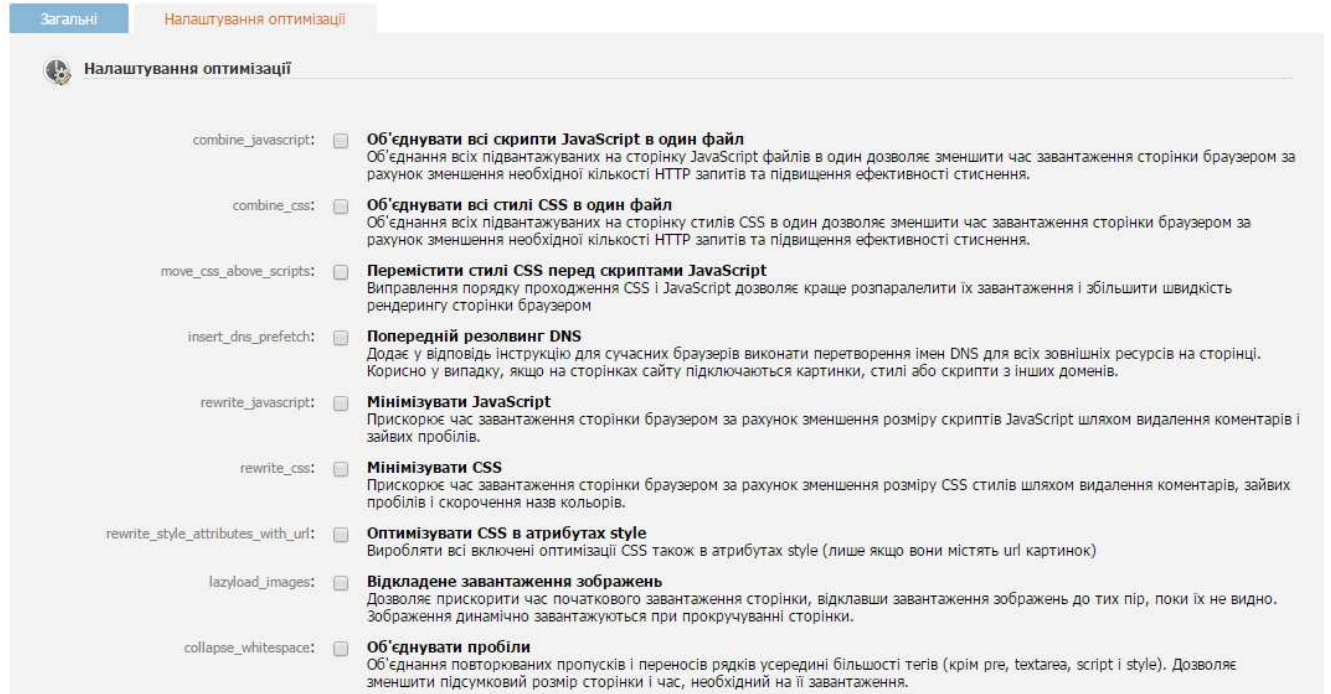 Загальні
Налаштування оптимізації
Налаштування оптимізації
combine_javascript:
Об'єднувати всі скрипти JavaScript в один файл
Об'єднання всіх підвантажуваних на сторінку JavaScript файлів в один дозволяє зменшити час завантаження сторінки браузером за
рахунок зменшення необхідної кількості HTTP запитів та підвищення ефективності стиснення.
combine_css:
Об'єднувати всі стилі CSS в один файл
Об'єднання всіх підвантажуваних на сторінку стилів CSS в один дозволяє зменшити час завантаження сторінки браузером за
рахунок зменшення необхідної кількості HTTP запитів та підвищення ефективності стиснення.
move_css_above_scripts:
Перемістити стилі CSS перед скриптами JavaScript
Виправлення порядку проходження CSS і JavaScript дозволяє краще розпаралелити їх завантаження і збільшити швидкість
рендерингу сторінки браузером
insert_dns_prefetch:
Попередній резолвинг DNS
Додає у відповідь інструкцію для сучасних браузерів виконати перетворення імен DNS для всіх зовнішніх ресурсів на сторінці.
Корисно у випадку, якщо на сторінках сайту підключаються картинки, стилі або скрипти з інших доменів.
rewrite_javascript:
Мінімізувати JavaScript
Прискорює час завантаження сторінки браузером за рахунок зменшення розміру скриптів JavaScript шляхом видалення коментарів і
зайвих пробілів.
rewrite_css:
Мінімізувати CSS
Прискорює час завантаження сторінки браузером за рахунок зменшення розміру CSS стилів шляхом видалення коментарів, зайвих
пробілів і скорочення назв кольорів.
rewrite_style_attributes_with_url:
Оптимізувати CSS в атрибутах style
Виробляти всі включені оптимізації CSS також в атрибутах style (лише якщо вони містять url картинок)
lazyload_images:
Відкладене завантаження зображень
Дозволяє прискорити час початкового завантаження сторінки, відклавши завантаження зображень до тих пір, поки їх не видно.
Зображення динамічно завантажуються при прокручуванні сторінки.
collapse_whitespace:
Об'єднувати пробіли
Об'єднання повторюваних пропусків і переносів рядків усередині більшості тегів (крім pre, textarea, script і style). Дозволяє
зменшити підсумковий розмір сторінки і час, необхідний на її завантаження.